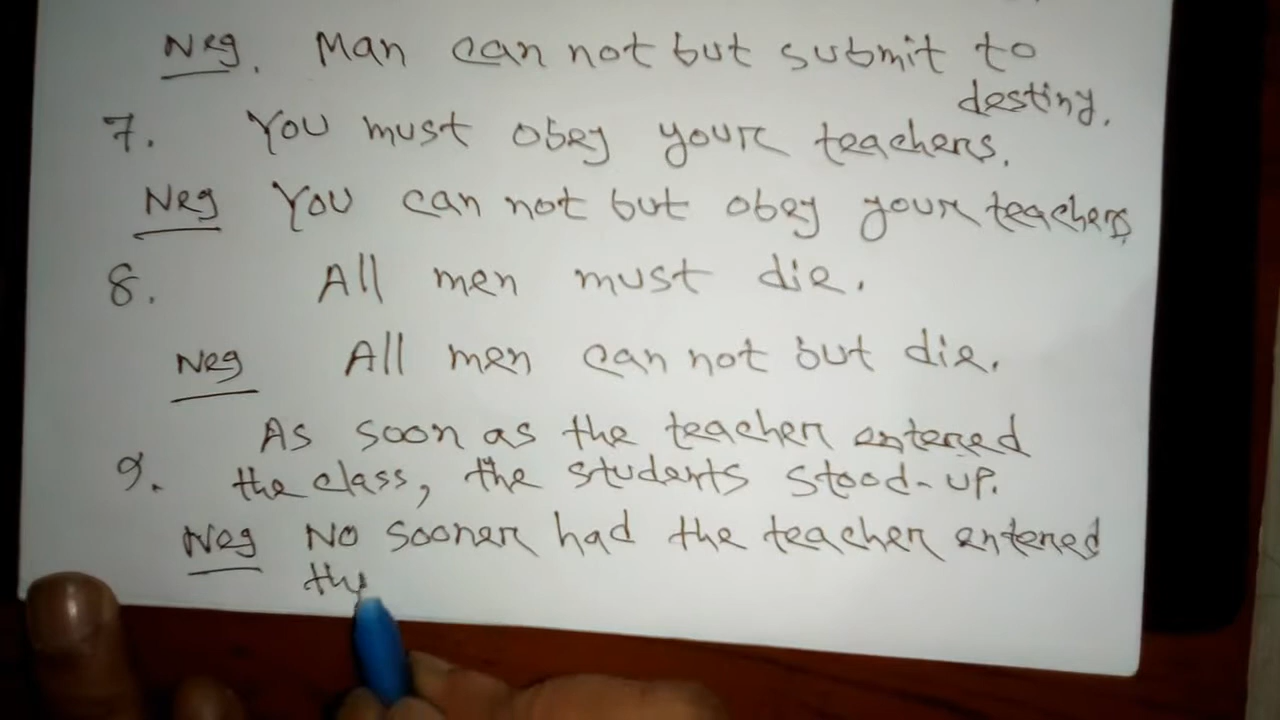 Neg. Man can not but submit to
destiny.
7. You must obey your teachers.
Neg You can not but obey your teachers
8. All men must die.
Neg All men can not but die.
As soon as the teacher entered
9. the class, the students stood-up.
Neg No sooner had the teacher entered
the